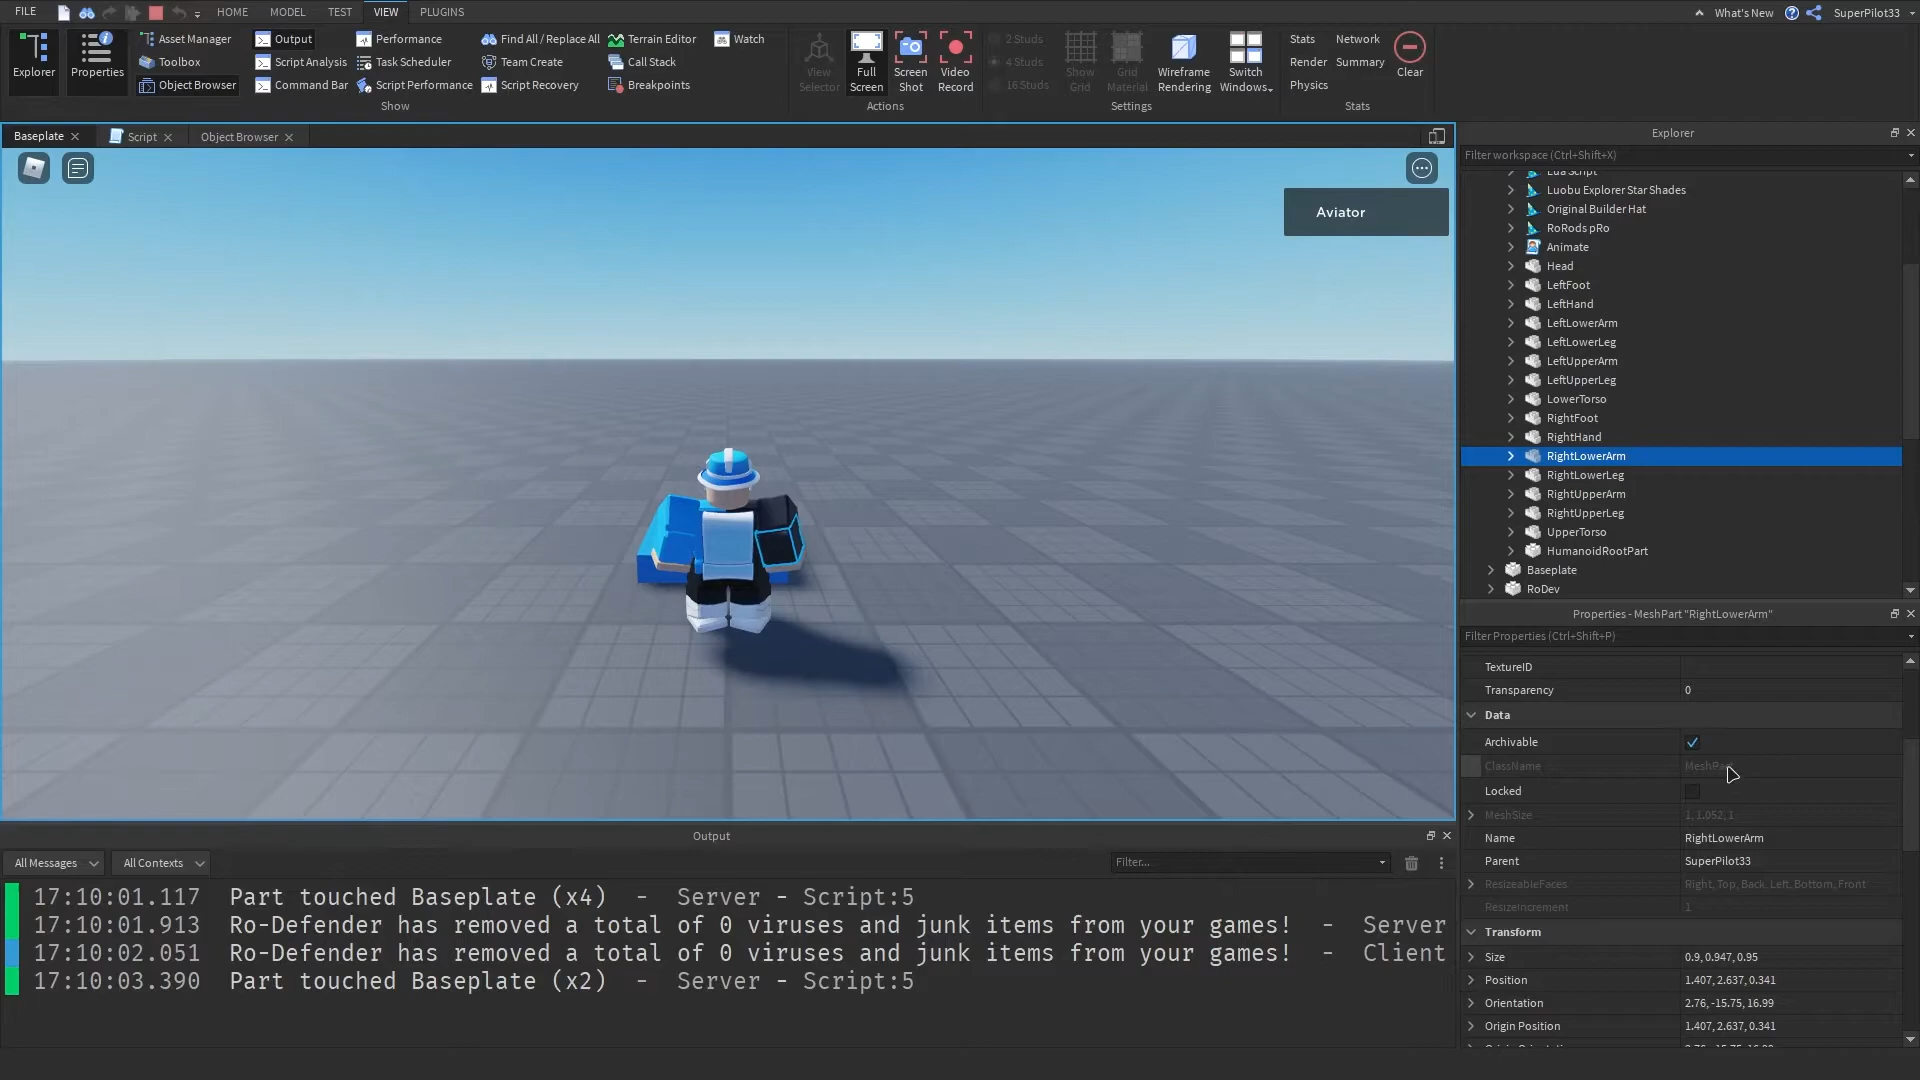 FILE HOME MODEL TEST VIEW PLUGINS What's New SuperPilot33
Explorer Properties Asset Manager Output Performance Find All / Replace All Terrain Editor Watch
Toolbox Script Analysis Task Scheduler Team Create Call Stack
Object Browser Command Bar Script Performance Script Recovery Breakpoints
Show
View Selector Full Screen Screen Shot Video Record
Actions
2 Studs
4 Studs
16 Studs
Show Grid Grid Material Wireframe Rendering Switch Windows
Settings
Stats Network
Render Summary
Physics
Clear
Stats
Baseplate Script Object Browser
Aviator
Explorer
Filter workspace (Ctrl+Shift+X)
Lua Script
Luobu Explorer Star Shades
Original Builder Hat
RoRods pRo
Animate
Head
LeftFoot
LeftHand
LeftLowerArm
LeftLowerLeg
LeftUpperArm
LeftUpperLeg
LowerTorso
RightFoot
RightHand
RightLowerArm
RightLowerLeg
RightUpperArm
RightUpperLeg
UpperTorso
HumanoidRootPart
Baseplate
RoDev
Properties - MeshPart "RightLowerArm"
Filter Properties (Ctrl+Shift+P)
TextureID
Transparency 0
Data
Archivable
ClassName MeshPart
Locked
MeshSize 1, 1.052, 1
Name RightLowerArm
Parent SuperPilot33
ResizeableFaces Right, Top, Back, Left, Bottom, Front
ResizeIncrement 1
Transform
Size 0.9, 0.947, 0.95
Position 1.407, 2.637, 0.341
Orientation 2.76, -15.75, 16.99
Origin Position 1.407, 2.637, 0.341
Output
All Messages All Contexts Filter...
17:10:01.117 Part touched Baseplate (x4) - Server - Script:5
17:10:01.913 Ro-Defender has removed a total of 0 viruses and junk items from your games! - Server
17:10:02.051 Ro-Defender has removed a total of 0 viruses and junk items from your games! - Client
17:10:03.390 Part touched Baseplate (x2) - Server - Script:5